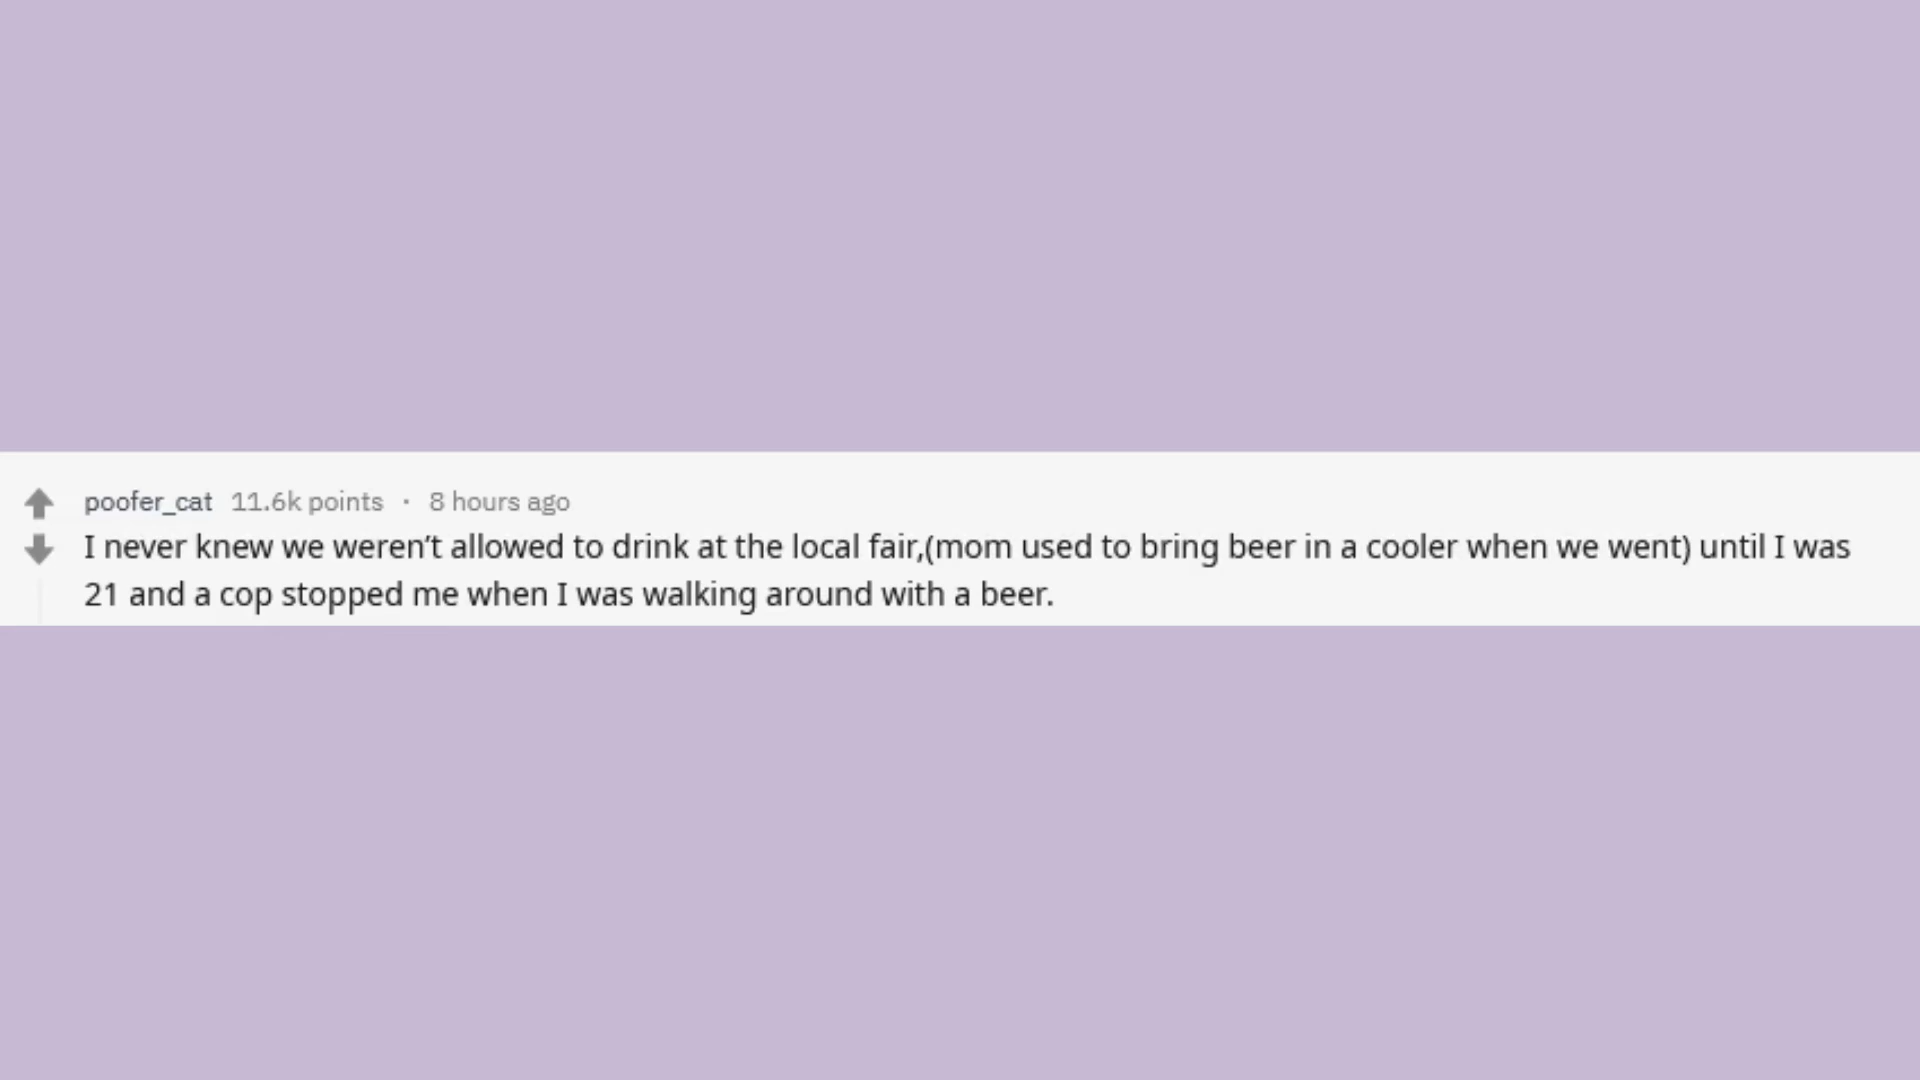 poofer_cat 11.6k points · 8 hours ago
I never knew we weren’t allowed to drink at the local fair,(mom used to bring beer in a cooler when we went) until I was
21 and a cop stopped me when I was walking around with a beer.